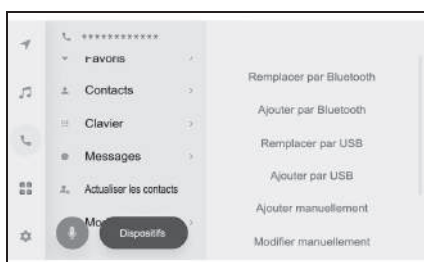 ************
Favoris
Contacts
Clavier
Messages
Actualiser les contacts
Dispositifs
Remplacer par Bluetooth
Ajouter par Bluetooth
Remplacer par USB
Ajouter par USB
Ajouter manuellement
Modifier manuellement